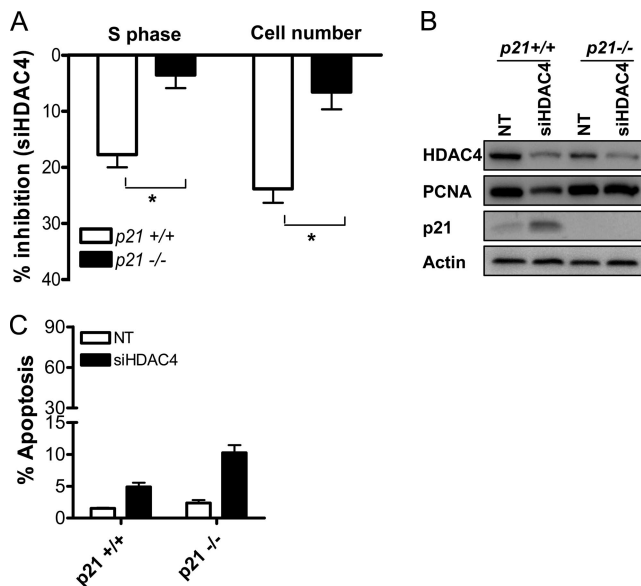 A
S phase
Cell number
% inhibition (siHDAC4)
0
10
20
30
40
*
*
p21 +/+
p21 -/-
B
p21+/+
p21-/-
NT
siHDAC4
NT
siHDAC4
HDAC4
PCNA
p21
Actin
C
NT
siHDAC4
% Apoptosis
90
60
30
15
10
5
0
p21 +/+
p21 -/-